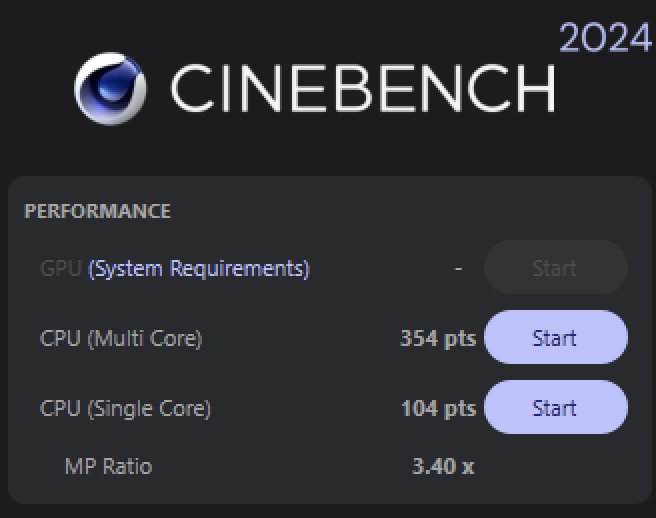 2024
CINEBENCH
PERFORMANCE
GPU (System Requirements) - Start
CPU (Multi Core) 354 pts Start
CPU (Single Core) 104 pts Start
MP Ratio 3.40 x